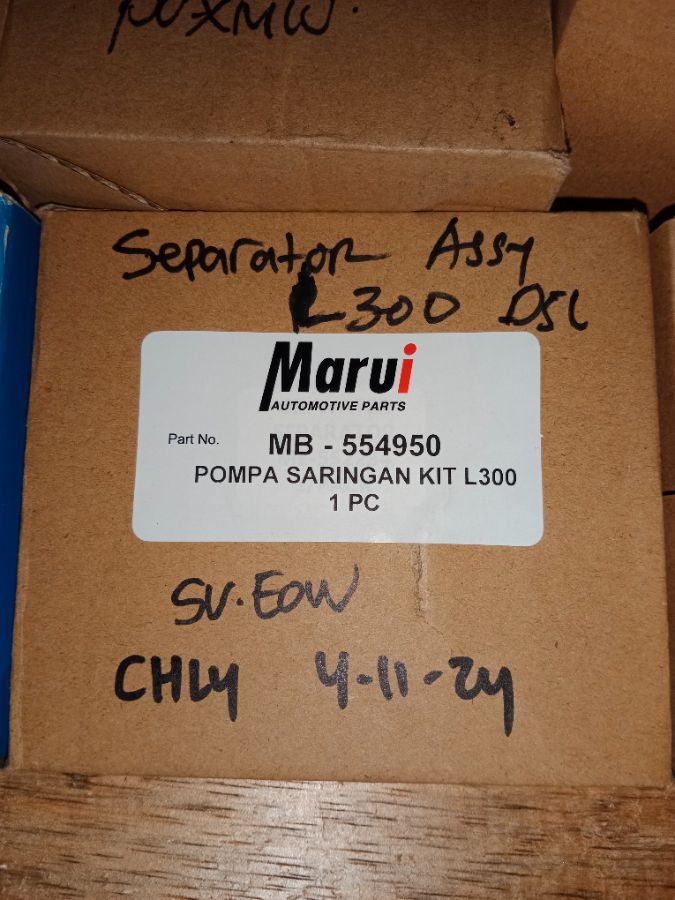 Separator Assy
L300 DSL
Marui
AUTOMOTIVE PARTS
Part No. MB - 554950
POMPA SARINGAN KIT L300
1 PC
SV.EOW
CHLY 4-11-24